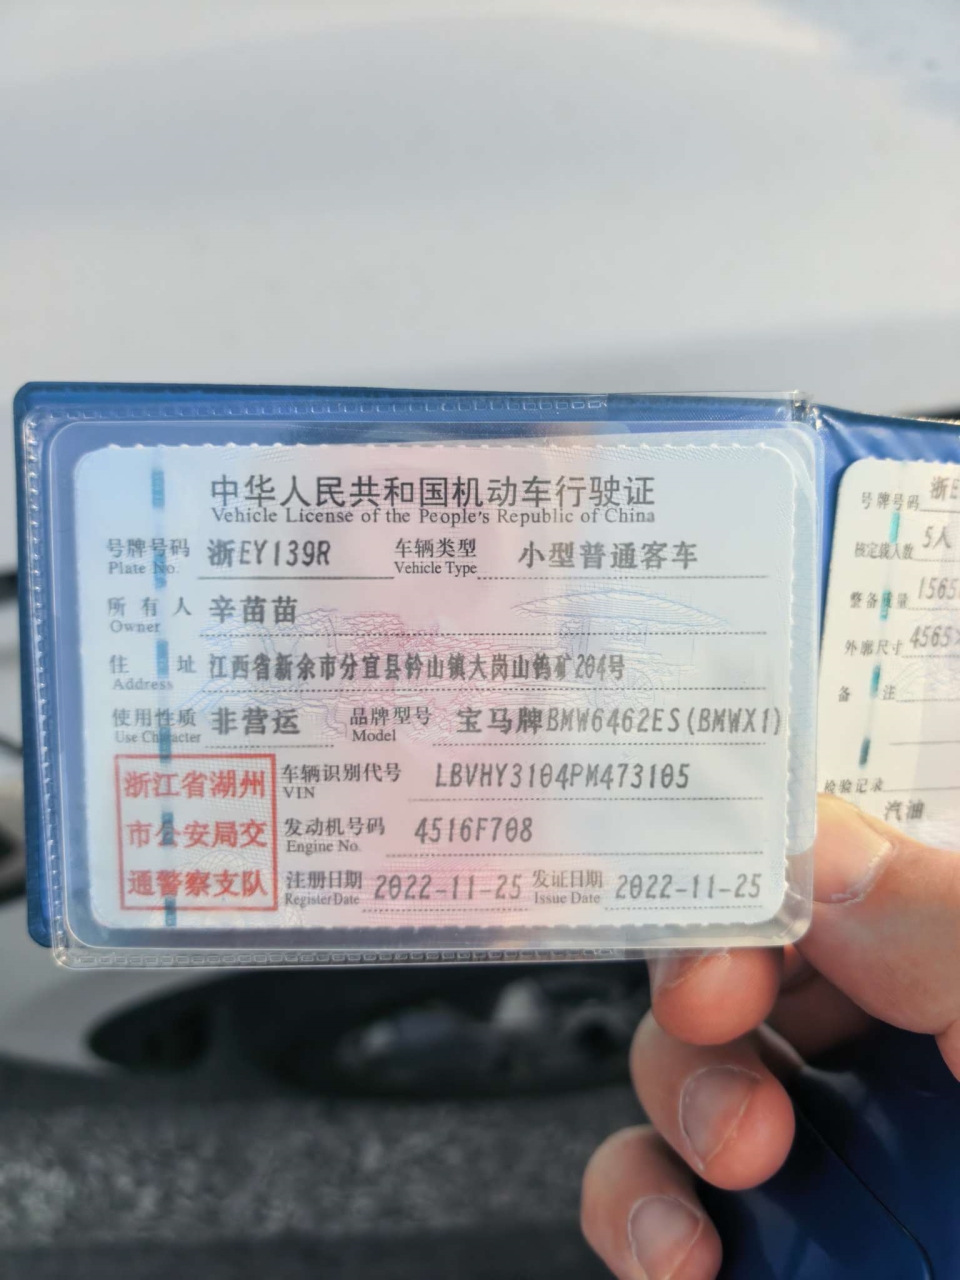 中华人民共和国机动车行驶证
Vehicle License of the People's Republic of China
号牌号码 浙EY139R 车辆类型 小型普通客车
Plate No. Vehicle Type
所有人 辛苗苗
Owner
住址 江西省新余市分宜县钤山镇大岗山钨矿204号
Address
使用性质 非营运 品牌型号 宝马牌BMW6462ES(BMWX1)
Use Character Model
浙江省湖州
市公安局交
通警察支队
车辆识别代号 LBVHY3104PM473105
VIN
发动机号码 4516F708
Engine No.
注册日期 2022-11-25 发证日期 2022-11-25
Register Date Issue Date
号牌号码 浙E
核定载人数 5人
整备质量 1565
外廓尺寸 4565×
备注
检验记录
汽油